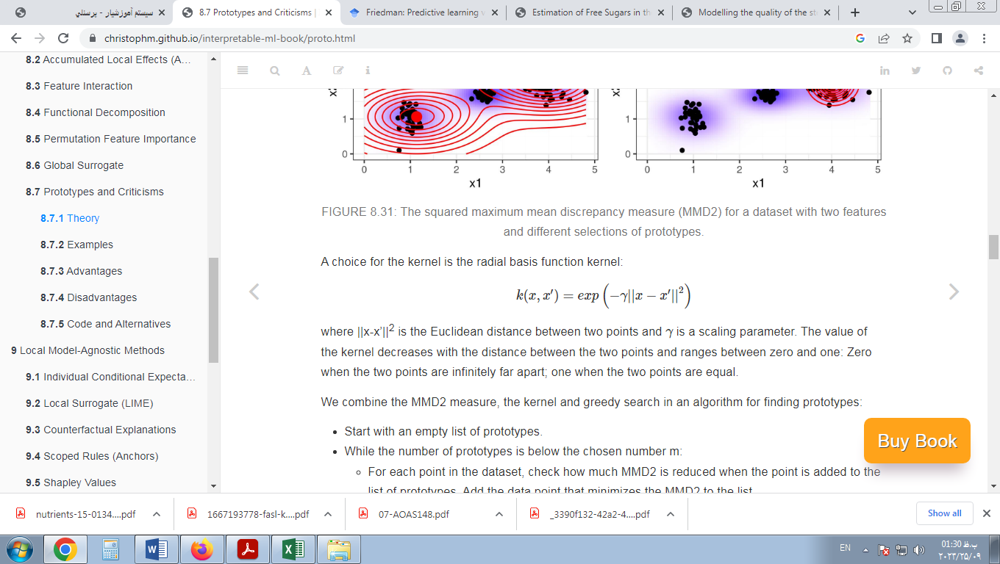 سیستم آموزشیار - پرسنلي
8.7 Prototypes and Criticisms |
Friedman: Predictive learning v
Estimation of Free Sugars in th
Modelling the quality of the st
christophm.github.io/interpretable-ml-book/proto.html
8.2 Accumulated Local Effects (A…
8.3 Feature Interaction
8.4 Functional Decomposition
8.5 Permutation Feature Importance
8.6 Global Surrogate
8.7 Prototypes and Criticisms
8.7.1 Theory
8.7.2 Examples
8.7.3 Advantages
8.7.4 Disadvantages
8.7.5 Code and Alternatives
9 Local Model-Agnostic Methods
9.1 Individual Conditional Expecta…
9.2 Local Surrogate (LIME)
9.3 Counterfactual Explanations
9.4 Scoped Rules (Anchors)
9.5 Shapley Values
1
0
0 1 2 3 4 5
x1
1
0
0 1 2 3 4 5
x1
FIGURE 8.31: The squared maximum mean discrepancy measure (MMD2) for a dataset with two features
and different selections of prototypes.
A choice for the kernel is the radial basis function kernel:
k(x, x′) = exp (−γ||x − x′||²)
where ||x-x’||² is the Euclidean distance between two points and γ is a scaling parameter. The value of
the kernel decreases with the distance between the two points and ranges between zero and one: Zero
when the two points are infinitely far apart; one when the two points are equal.
We combine the MMD2 measure, the kernel and greedy search in an algorithm for finding prototypes:
• Start with an empty list of prototypes.
• While the number of prototypes is below the chosen number m:
◦ For each point in the dataset, check how much MMD2 is reduced when the point is added to the
list of prototypes. Add the data point that minimizes the MMD2 to the list.
Buy Book
nutrients-15-0134....pdf
1667193778-fasl-k....pdf
07-AOAS148.pdf
_3390f132-42a2-4....pdf
Show all
EN
01:30 ب.ظ
۲۰۲۳/۲۵/۰۹